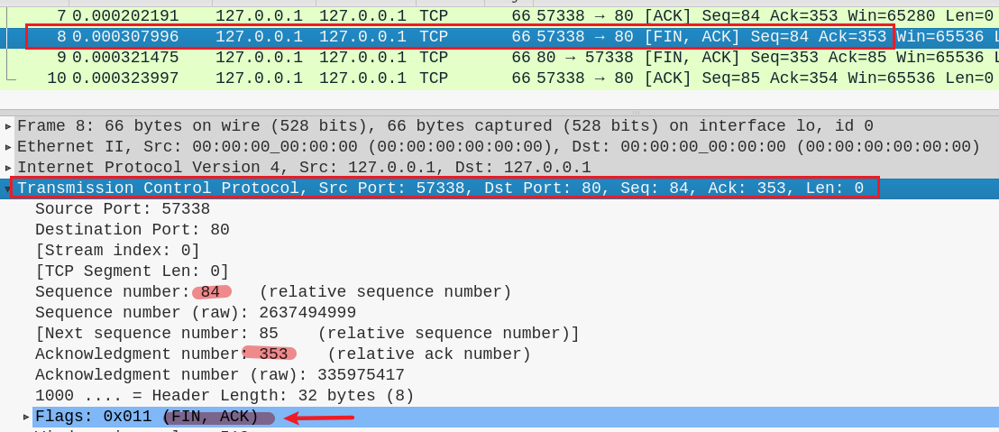 7 0.000202191 127.0.0.1 127.0.0.1 TCP 66 57338 → 80 [ACK] Seq=84 Ack=353 Win=65280 Len=0
8 0.000307996 127.0.0.1 127.0.0.1 TCP 66 57338 → 80 [FIN, ACK] Seq=84 Ack=353 Win=65536 L
9 0.000321475 127.0.0.1 127.0.0.1 TCP 66 80 → 57338 [FIN, ACK] Seq=353 Ack=85 Win=65536 L
10 0.000323997 127.0.0.1 127.0.0.1 TCP 66 57338 → 80 [ACK] Seq=85 Ack=354 Win=65536 Len=0
Frame 8: 66 bytes on wire (528 bits), 66 bytes captured (528 bits) on interface lo, id 0
Ethernet II, Src: 00:00:00_00:00:00 (00:00:00:00:00:00), Dst: 00:00:00_00:00:00 (00:00:00:00:00:00)
Internet Protocol Version 4, Src: 127.0.0.1, Dst: 127.0.0.1
Transmission Control Protocol, Src Port: 57338, Dst Port: 80, Seq: 84, Ack: 353, Len: 0
Source Port: 57338
Destination Port: 80
[Stream index: 0]
[TCP Segment Len: 0]
Sequence number: 84 (relative sequence number)
Sequence number (raw): 2637494999
[Next sequence number: 85 (relative sequence number)]
Acknowledgment number: 353 (relative ack number)
Acknowledgment number (raw): 335975417
1000 .... = Header Length: 32 bytes (8)
Flags: 0x011 (FIN, ACK)